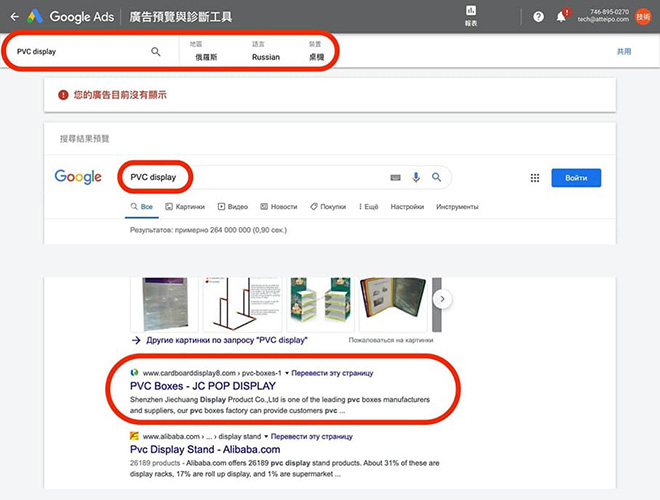 Google Ads 廣告預覽與診斷工具
報表
746-895-0270
tech@atteipo.com
技術
PVC display
地區
俄羅斯
語言
Russian
裝置
桌機
共用
您的廣告目前沒有顯示
搜尋結果預覽
Google
PVC display
Войти
Все Картинки Видео Новости Покупки Ещё Настройки Инструменты
Результатов: примерно 264 000 000 (0,90 сек.)
Другие картинки по запросу "PVC display"
Пожаловаться на картинки
www.cardboarddisplay8.com › pvc-boxes-1 ▾ Перевести эту страницу
PVC Boxes - JC POP DISPLAY
Shenzhen Jiechuang Display Product Co.,Ltd is one of the leading pvc boxes manufacturers
and suppliers, our pvc boxes factory can provide customers pvc ...
www.alibaba.com › ... › display stand ▾ Перевести эту страницу
Pvc Display Stand - Alibaba.com
26189 products - Alibaba.com offers 26189 pvc display stand products. About 31% of these are
display racks, 17% are roll up display, and 1% are supermarket ...